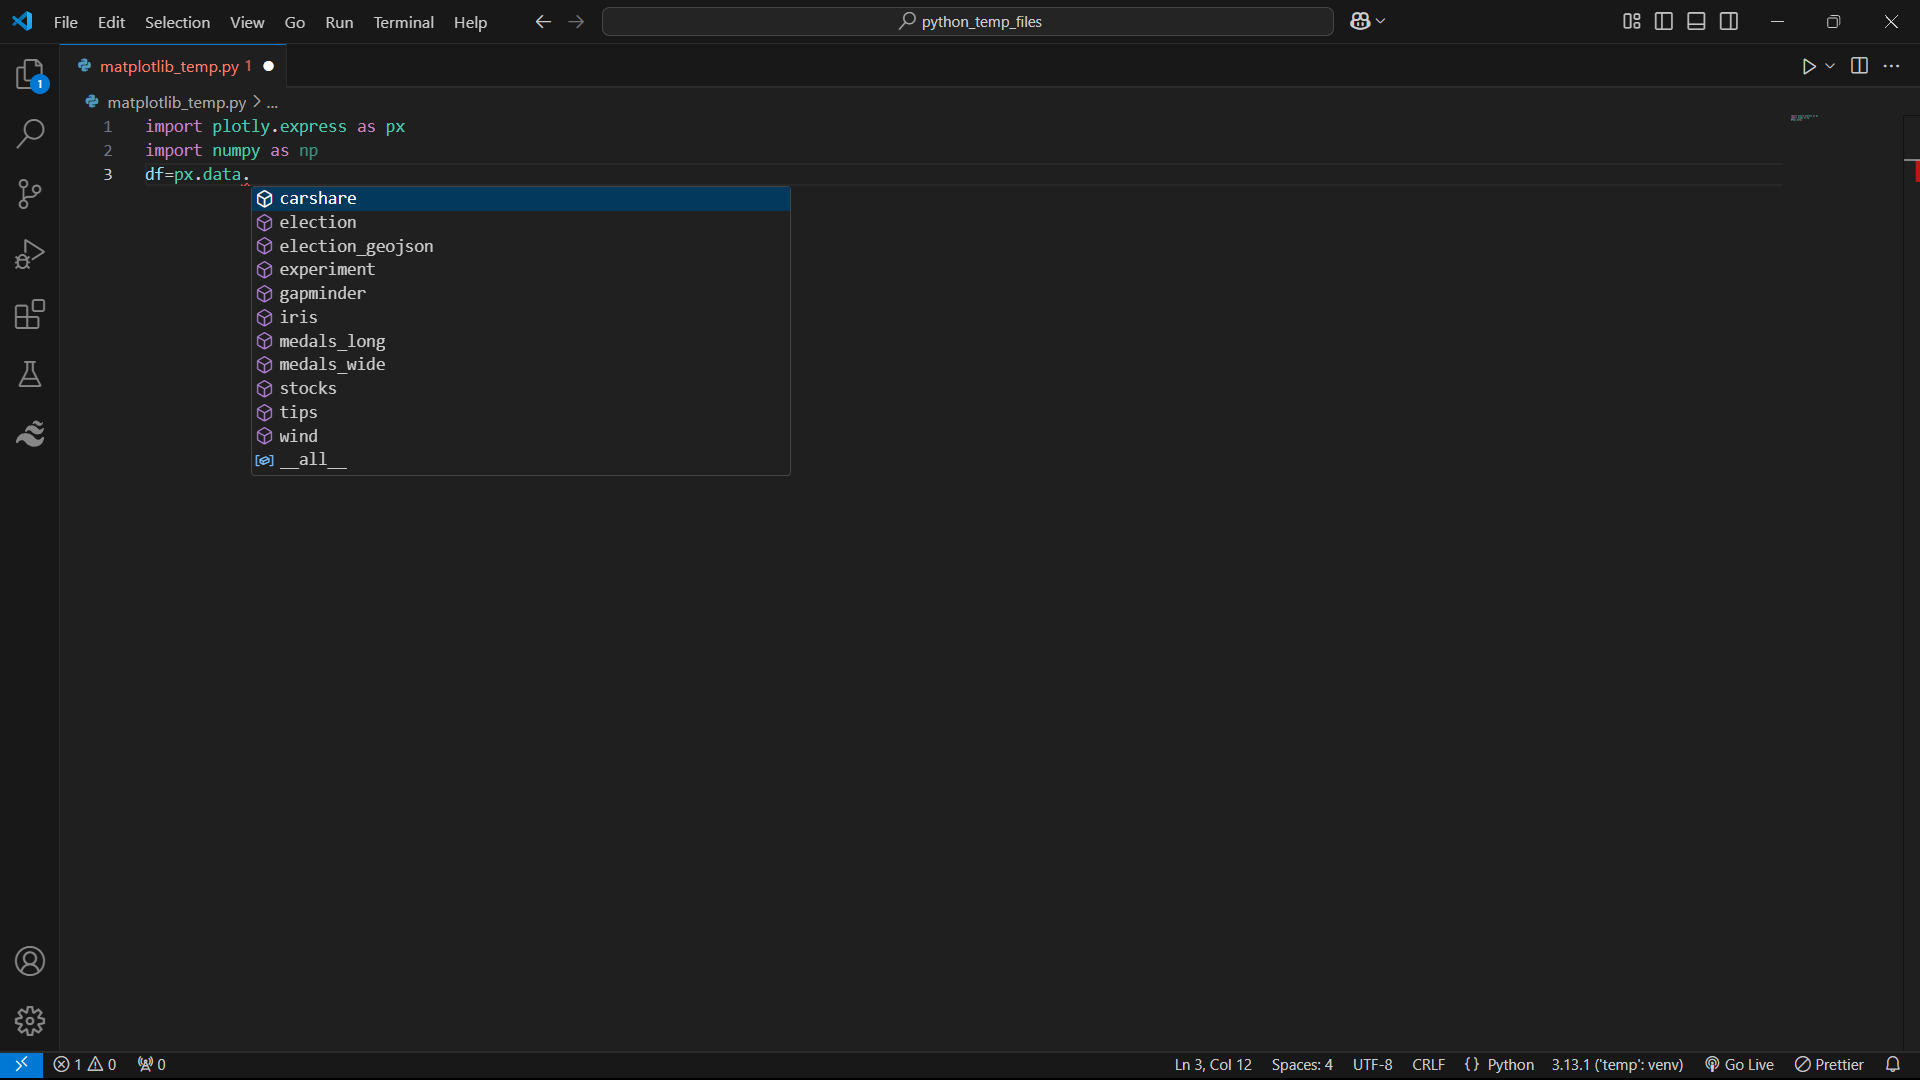 File Edit Selection View Go Run Terminal Help python_temp_files
1
matplotlib_temp.py 1
matplotlib_temp.py > ...
1 import plotly.express as px
2 import numpy as np
3 df=px.data.
carshare
election
election_geojson
experiment
gapminder
iris
medals_long
medals_wide
stocks
tips
wind
__all__
1 0 0 Ln 3, Col 12 Spaces: 4 UTF-8 CRLF {} Python 3.13.1 ('temp': venv) Go Live Prettier